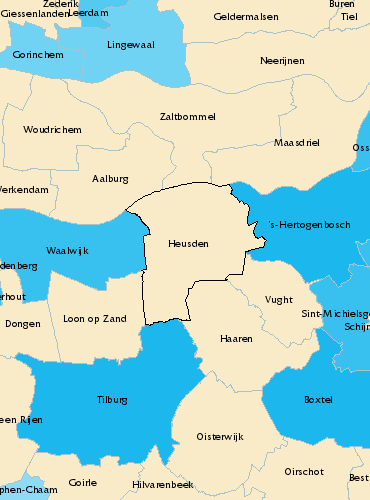 Zederik
Buren
Giessenlanden
Leerdam
Geldermalsen
Tiel
Lingewaal
Gorinchem
Neerijnen
Zaltbommel
Woudrichem
Maasdriel
Oss
Aalburg
Werkendam
's-Hertogenbosch
Heusden
Waalwijk
denberg
Vught
rhout
Sint-Michielsg
Loon op Zand
Dongen
Schijn
Haaren
Tilburg
Boxtel
een Rijen
Oisterwijk
Oirschot
Best
Goirle
Hilvarenbeek
phen-Chaam